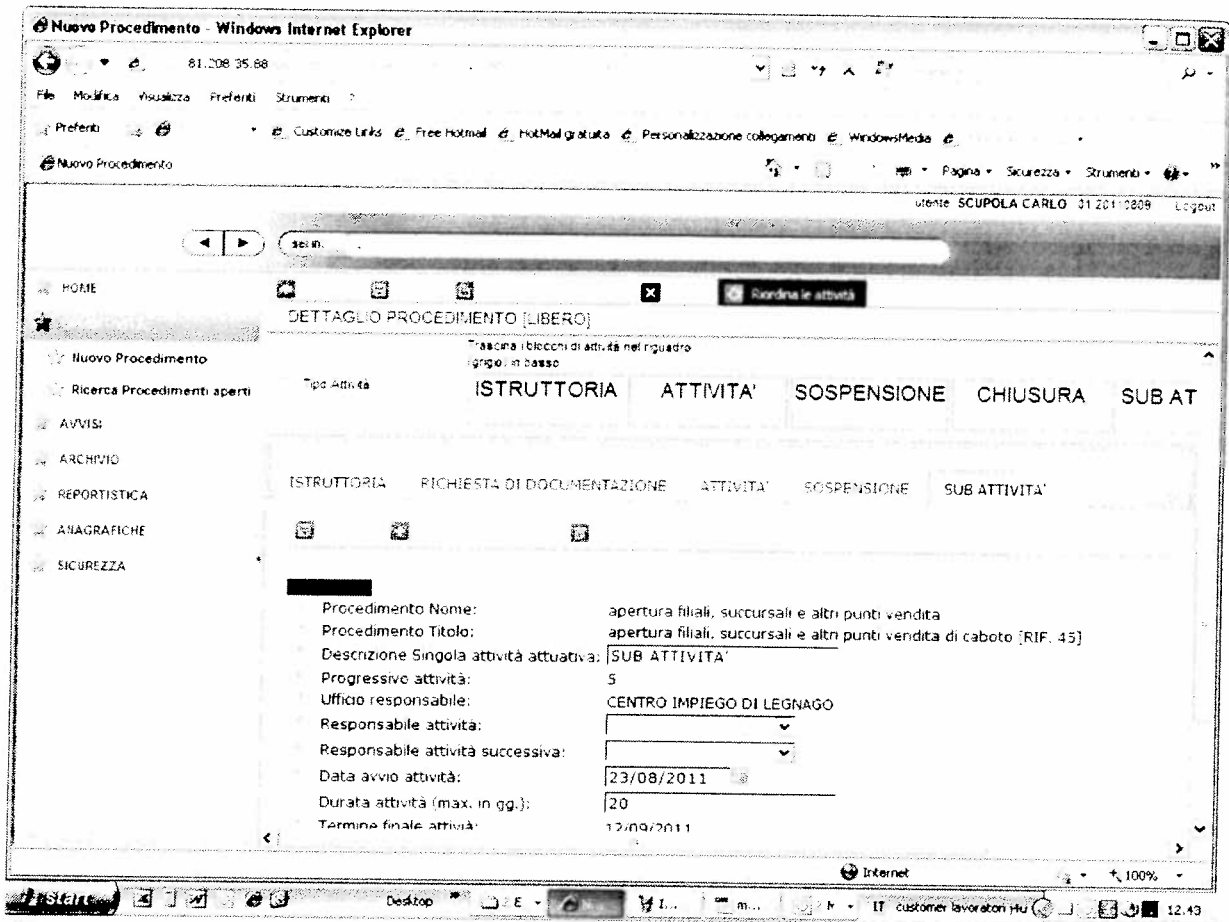 Nuovo Procedimento - Windows Internet Explorer
81.208.35.88
File Modifica Visualizza Preferiti Strumenti ?
Preferiti Customize Links Free Hotmail HotMail gratuita Personalizzazione collegamenti WindowsMedia
Nuovo Procedimento Pagina Sicurezza Strumenti
utente SCUPOLA CARLO Logout
sei in:
HOME
Riordina le attività
DETTAGLIO PROCEDIMENTO [LIBERO]
Nuovo Procedimento
Ricerca Procedimenti aperti
AVVISI
ARCHIVIO
REPORTISTICA
ANAGRAFICHE
SICUREZZA
Trascina i blocchi di attività nel riquadro
grigio in basso
Tipo Attività ISTRUTTORIA ATTIVITA' SOSPENSIONE CHIUSURA SUB AT
ISTRUTTORIA RICHIESTA DI DOCUMENTAZIONE ATTIVITA' SOSPENSIONE SUB ATTIVITA'
Procedimento Nome: apertura filiali, succursali e altri punti vendita
Procedimento Titolo: apertura filiali, succursali e altri punti vendita di caboto [RIF. 45]
Descrizione Singola attività attuativa: SUB ATTIVITA'
Progressivo attività: 5
Ufficio responsabile: CENTRO IMPIEGO DI LEGNAGO
Responsabile attività:
Responsabile attività successiva:
Data avvio attività: 23/08/2011
Durata attività (max. in gg.): 20
Termine finale attività: 12/09/2011
Internet 100%
start Desktop customer lavoratori 12.43